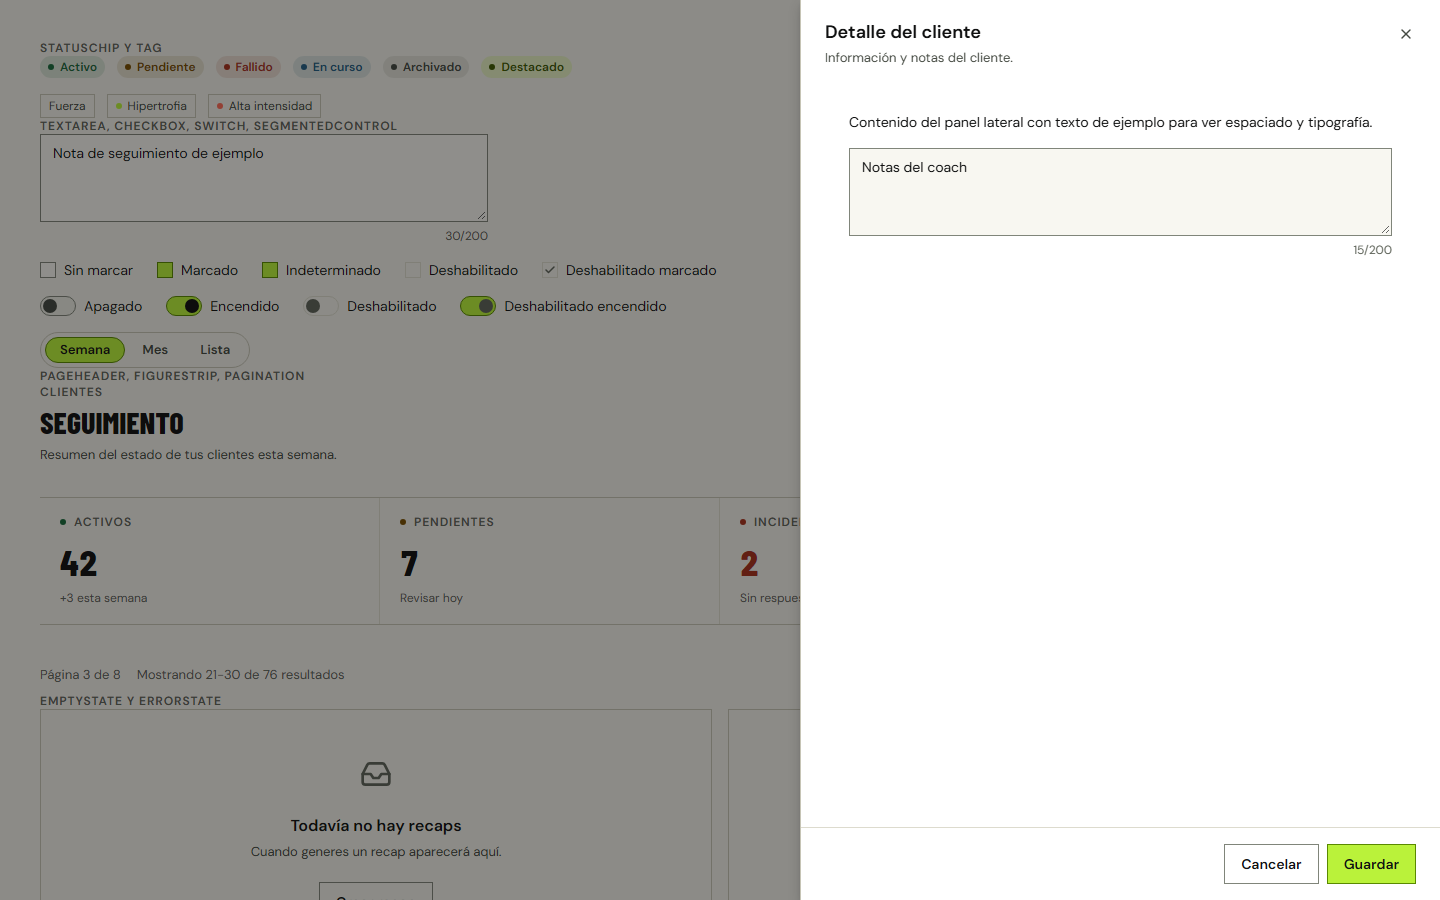 STATUSCHIP Y TAG
Activo Pendiente Fallido En curso Archivado Destacado
Fuerza Hipertrofia Alta intensidad
TEXTAREA, CHECKBOX, SWITCH, SEGMENTEDCONTROL
Nota de seguimiento de ejemplo
30/200
Sin marcar Marcado Indeterminado Deshabilitado Deshabilitado marcado
Apagado Encendido Deshabilitado Deshabilitado encendido
Semana Mes Lista
PAGEHEADER, FIGURESTRIP, PAGINATION
CLIENTES
SEGUIMIENTO
Resumen del estado de tus clientes esta semana.
ACTIVOS
42
+3 esta semana
PENDIENTES
7
Revisar hoy
2
Sin
Página 3 de 8 Mostrando 21-30 de 76 resultados
EMPTYSTATE Y ERRORSTATE
Todavía no hay recaps
Cuando generes un recap aparecerá aquí.
Detalle del cliente
Información y notas del cliente.
Contenido del panel lateral con texto de ejemplo para ver espaciado y tipografía.
Notas del coach
15/200
Cancelar Guardar